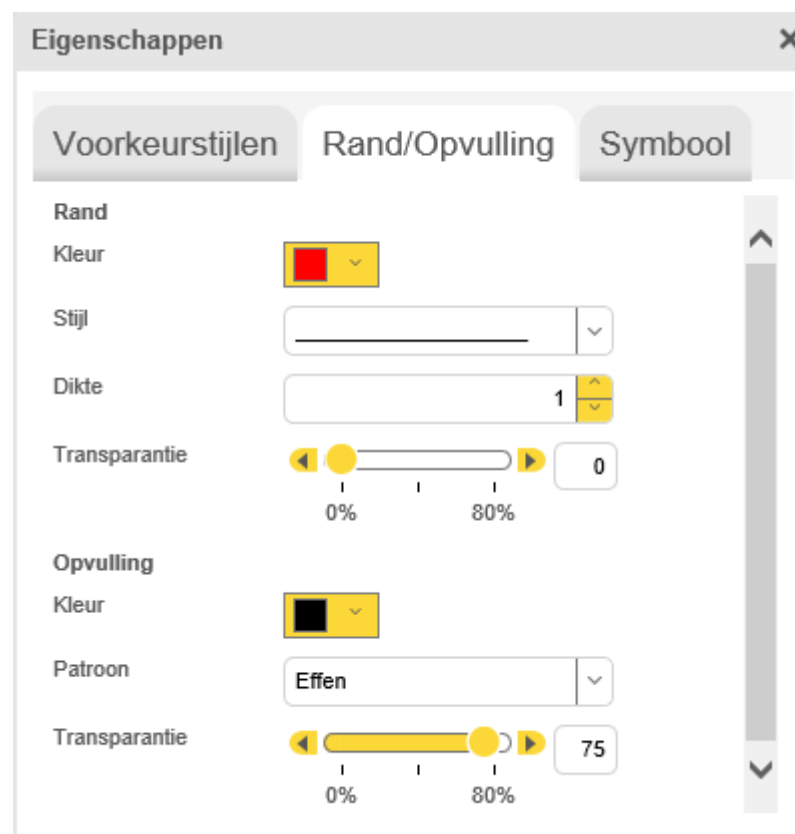 Eigenschappen
Voorkeurstijlen Rand/Opvulling Symbool
Rand
Kleur
Stijl
Dikte 1
Transparantie 0
0% 80%
Opvulling
Kleur
Patroon Effen
Transparantie 75
0% 80%